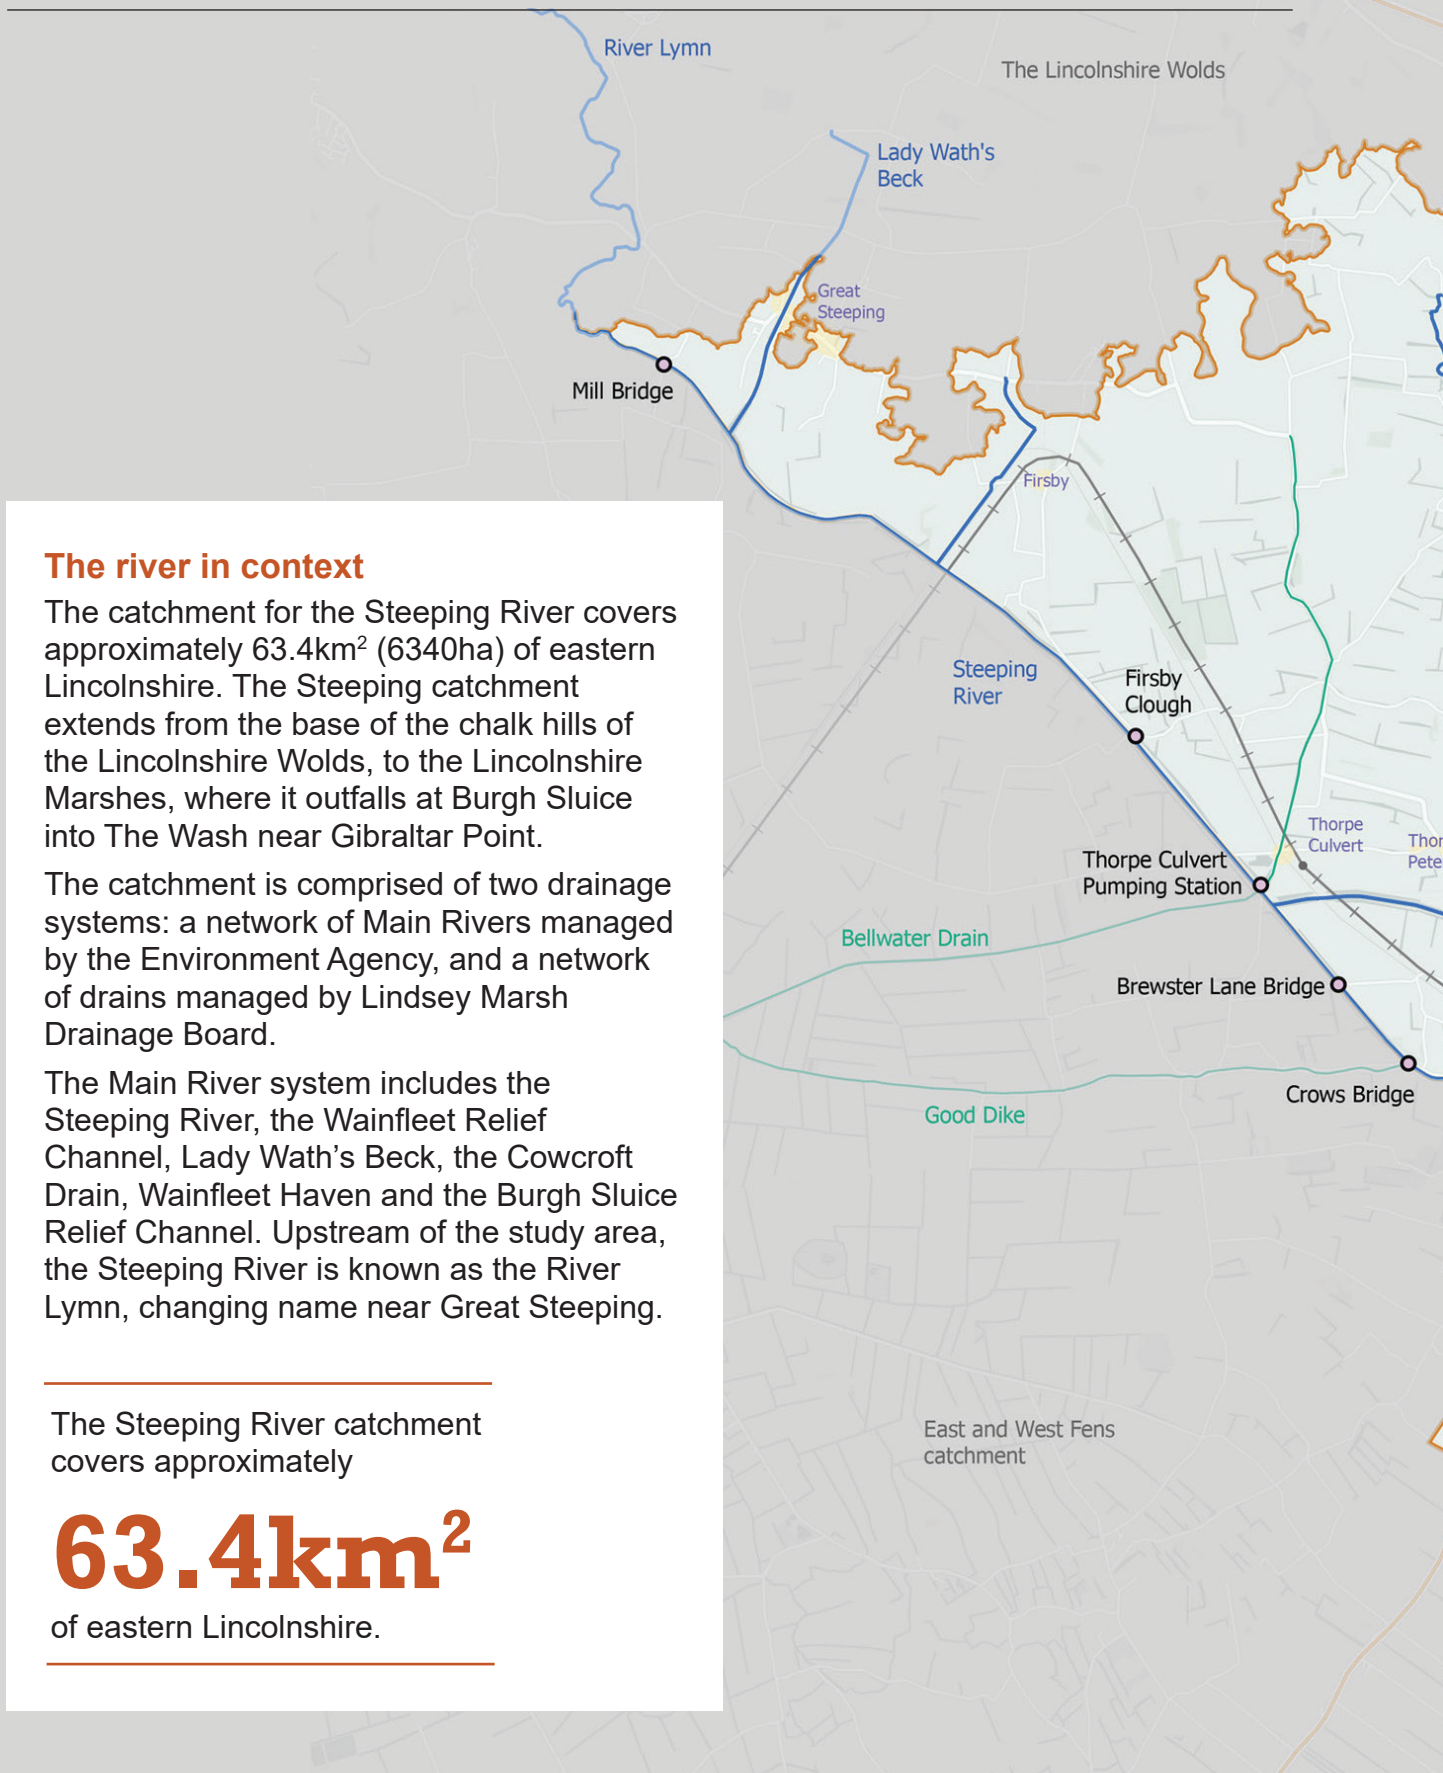 River Lymn
The Lincolnshire Wolds
Lady Wath's
Beck
Great
Steeping
Mill Bridge
Firsby
Steeping
River
Firsby
Clough
Thorpe
Culvert
Thorpe Culvert
Pumping Station
Bellwater Drain
Brewster Lane Bridge
Crows Bridge
Good Dike
East and West Fens
catchment
The river in context
The catchment for the Steeping River covers
approximately 63.4km² (6340ha) of eastern
Lincolnshire. The Steeping catchment
extends from the base of the chalk hills of
the Lincolnshire Wolds, to the Lincolnshire
Marshes, where it outfalls at Burgh Sluice
into The Wash near Gibraltar Point.
The catchment is comprised of two drainage
systems: a network of Main Rivers managed
by the Environment Agency, and a network
of drains managed by Lindsey Marsh
Drainage Board.
The Main River system includes the
Steeping River, the Wainfleet Relief
Channel, Lady Wath’s Beck, the Cowcroft
Drain, Wainfleet Haven and the Burgh Sluice
Relief Channel. Upstream of the study area,
the Steeping River is known as the River
Lymn, changing name near Great Steeping.
The Steeping River catchment
covers approximately
63.4km²
of eastern Lincolnshire.